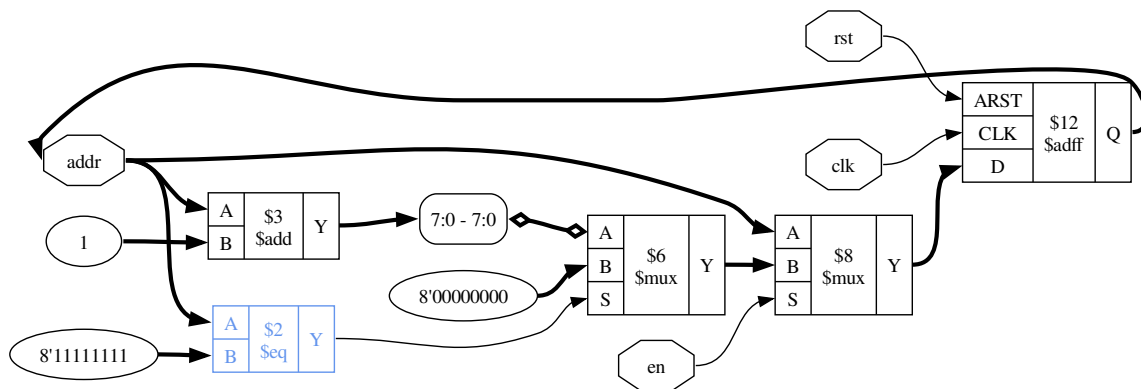 rst
ARST
CLK
D
$12
$adff
Q
clk
addr
A
B
$3
$add
Y
1
7:0 - 7:0
A
B
S
$6
$mux
Y
8'00000000
A
B
S
$8
$mux
Y
8'11111111
A
B
$2
$eq
Y
en